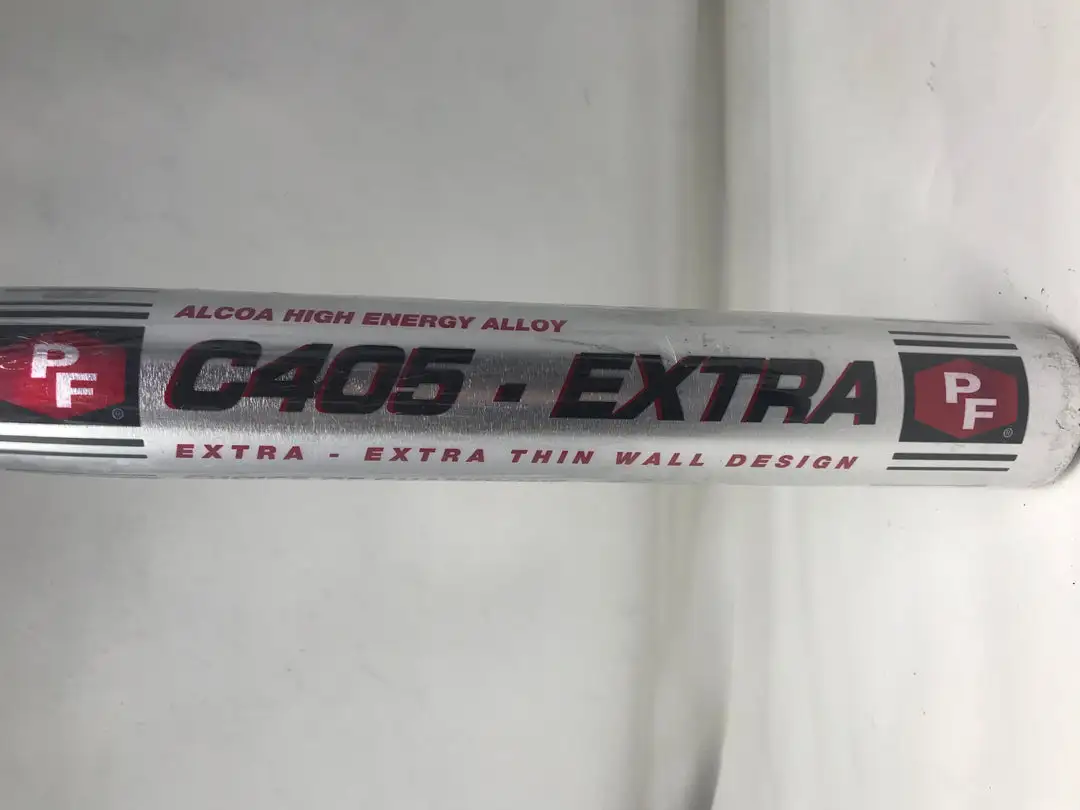 ALCOA HIGH ENERGY ALLOY
PF ®
C405 · EXTRA
PF ®
EXTRA - EXTRA THIN WALL DESIGN